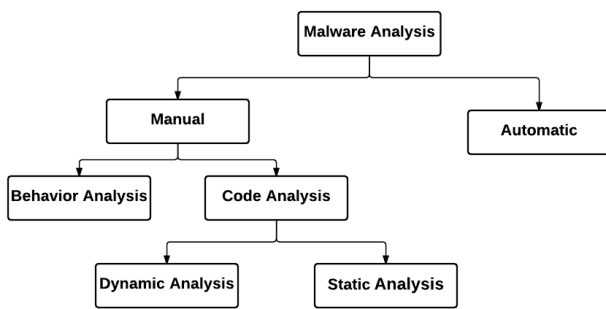 Malware Analysis
Manual
Automatic
Behavior Analysis
Code Analysis
Dynamic Analysis
Static Analysis